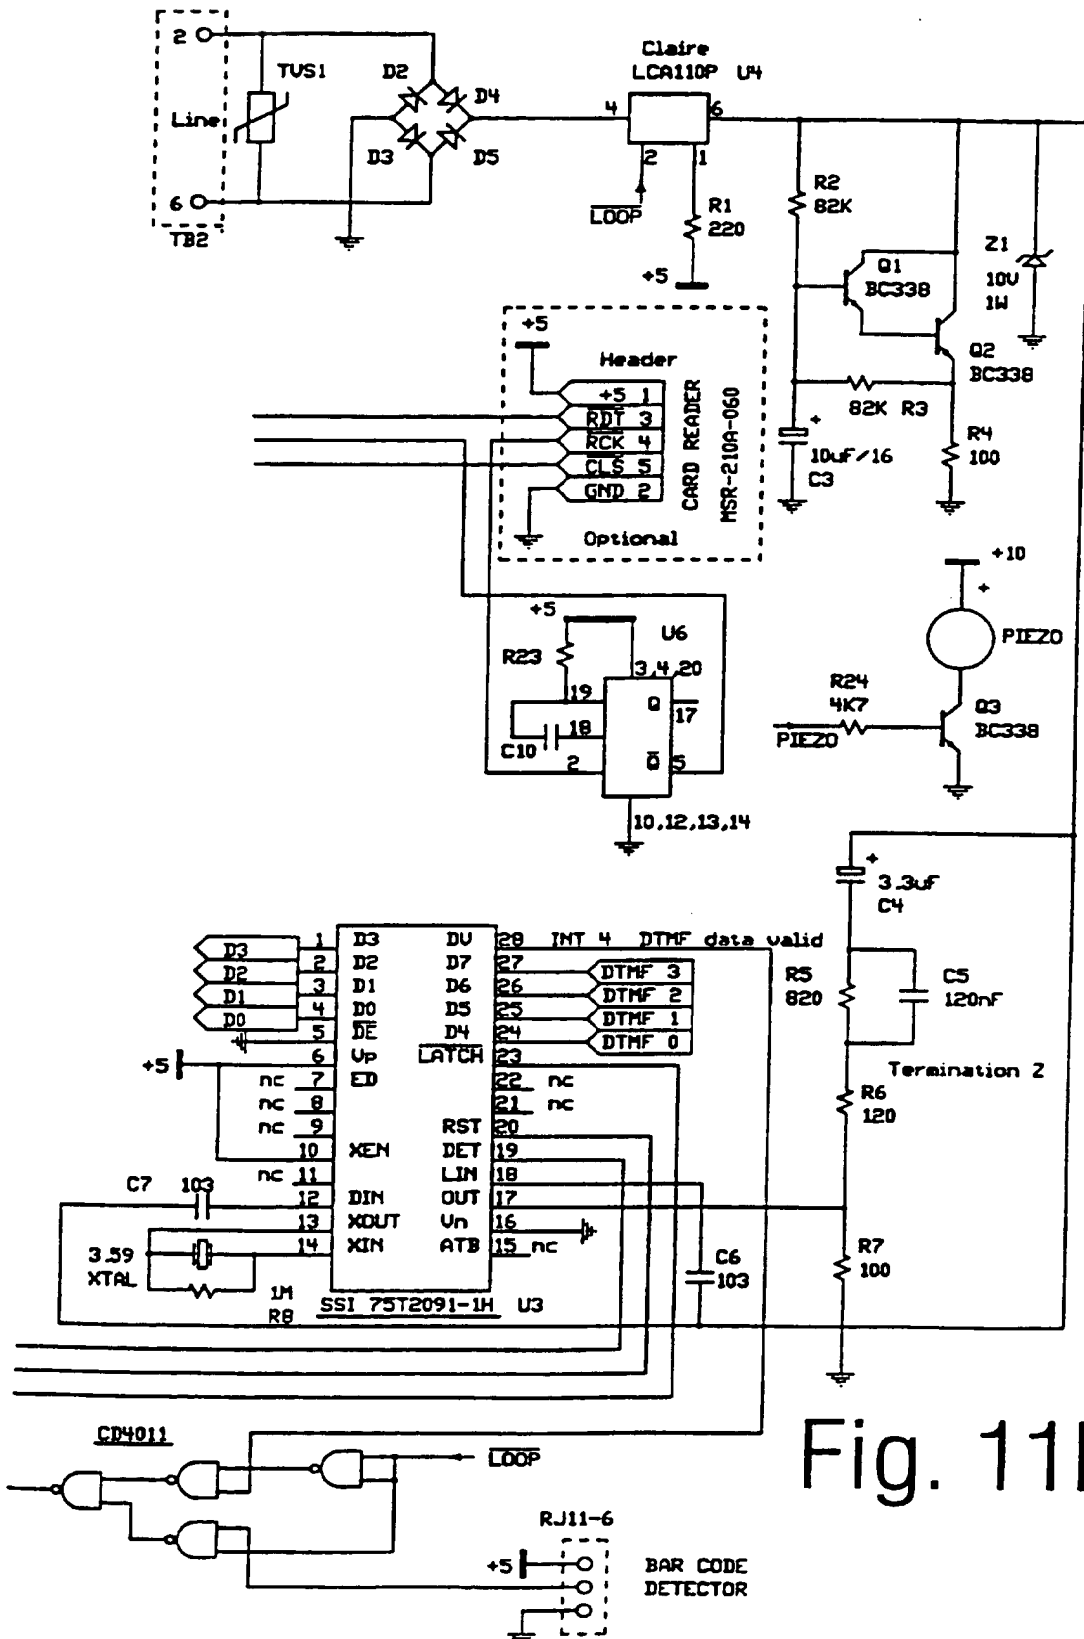 2
Line
6
TB2
TVS1
D2
D4
D3
D5
Claire
LCA110P U4
4
6
2
1
LOOP
R1
220
+5
R2
82K
Q1
BC338
Z1
10V
1W
Q2
BC338
82K R3
10uF/16
C3
R4
100
+5
Header
+5 1
RDT 3
RCK 4
CLS 5
GND 2
CARD READER
MSR-210A-060
Optional
+10
+
PIEZO
R24
4K7
PIEZO
Q3
BC338
+5
U6
R23
3,4,20
19
Q
17
18
C10
2
Q
5
10,12,13,14
+
3.3uF
C4
R5
820
C5
120nF
Termination Z
R6
120
R7
100
D3
D2
D1
D0
+5
1 D3 DV 28 INT 4 DTMF data valid
2 D2 D7 27 DTMF 3
3 D1 D6 26 DTMF 2
4 D0 D5 25 DTMF 1
5 DE D4 24 DTMF 0
6 Vp LATCH 23
nc 7 ED 22 nc
nc 8 21 nc
nc 9 RST 20
10 XEN DET 19
nc 11 LIN 18
C7 103 12 DIN OUT 17
13 XOUT Vn 16
14 XIN ATB 15 nc
3.59
XTAL
1M
R8
SSI 75T2091-1H U3
C6
103
CD4011
LOOP
Fig. 11
RJ11-6
+5
BAR CODE
DETECTOR